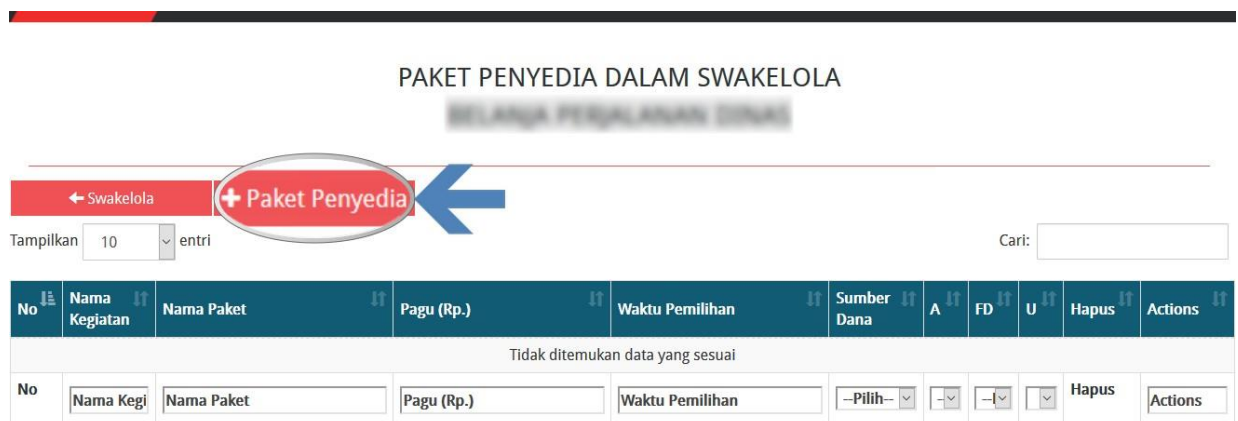 PAKET PENYEDIA DALAM SWAKELOLA
Swakelola
+ Paket Penyedia
Tampilkan 10 entri
Cari:
No Nama Kegiatan Nama Paket Pagu (Rp.) Waktu Pemilihan Sumber Dana A FD U Hapus Actions
Tidak ditemukan data yang sesuai
No Nama Kegi Nama Paket Pagu (Rp.) Waktu Pemilihan --Pilih-- Hapus Actions